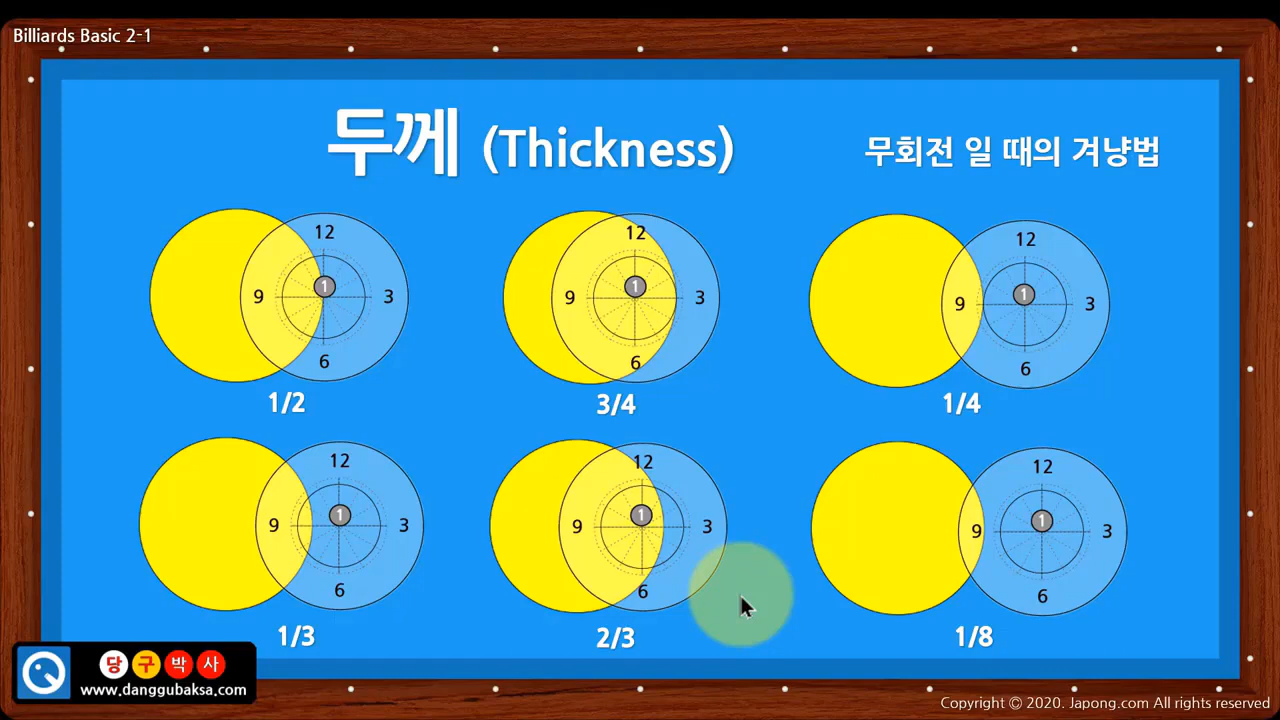 Billiards Basic 2-1
두께 (Thickness)
무회전 일 때의 겨냥법
12
9 1 3
6
1/2
12
9 1 3
6
3/4
12
9 1 3
6
1/4
12
9 1 3
6
1/3
12
9 1 3
6
2/3
12
9 1 3
6
1/8
당구박사
www.danggubaksa.com
Copyright © 2020. Japong.com All rights reserved